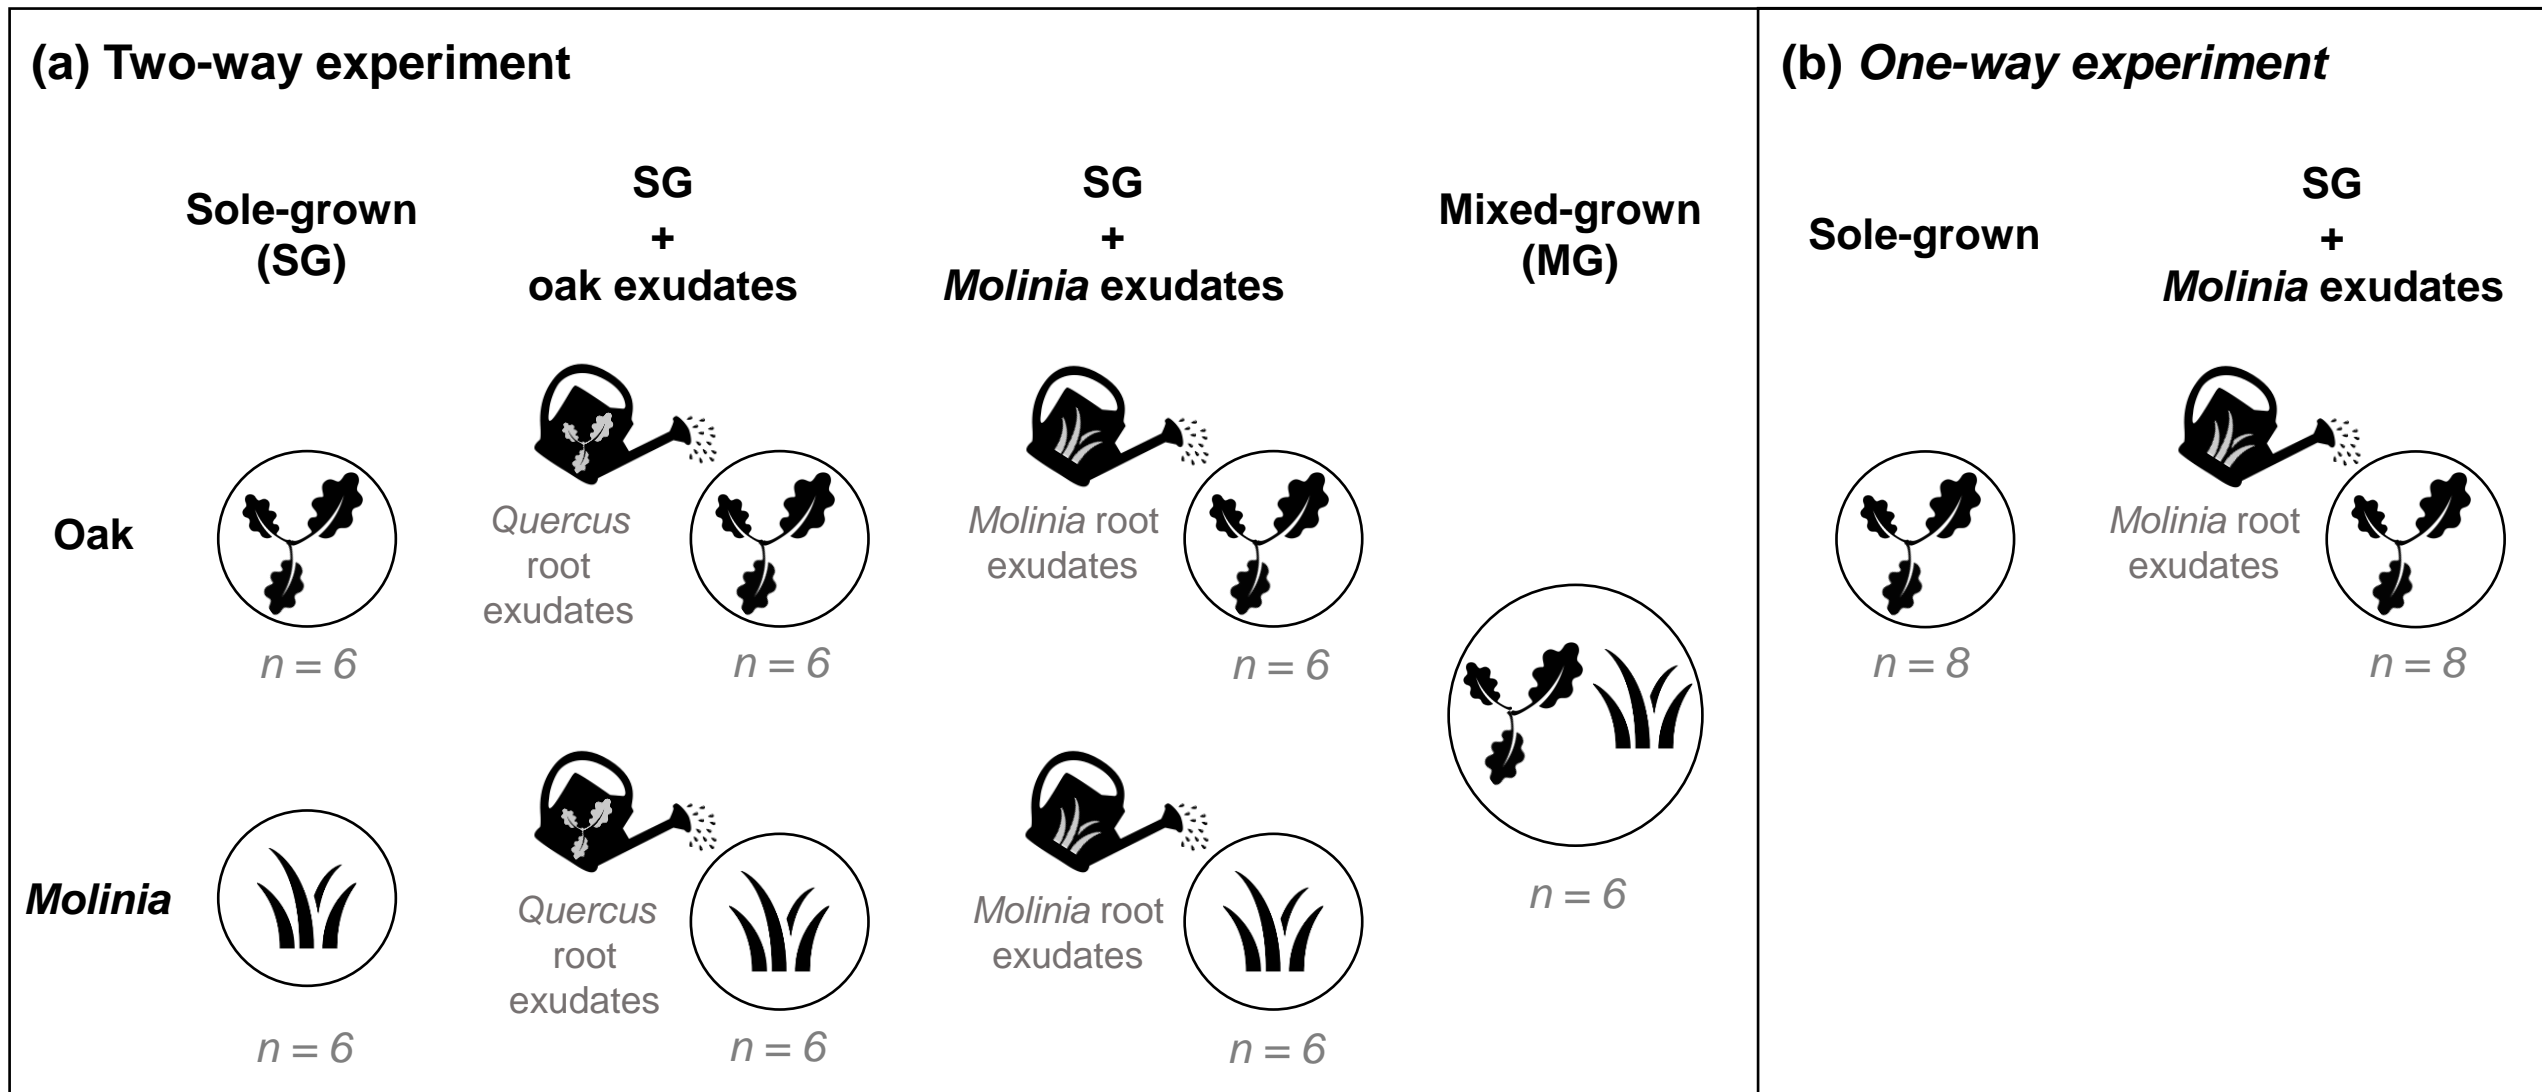 (a) Two-way experiment
Sole-grown
(SG)
SG
+
oak exudates
SG
+
Molinia exudates
Mixed-grown
(MG)
Oak
n = 6
Quercus
root
exudates
n = 6
Molinia root
exudates
n = 6
Molinia
n = 6
Quercus
root
exudates
n = 6
Molinia root
exudates
n = 6
n = 6
(b) One-way experiment
Sole-grown
SG
+
Molinia exudates
n = 8
Molinia root
exudates
n = 8